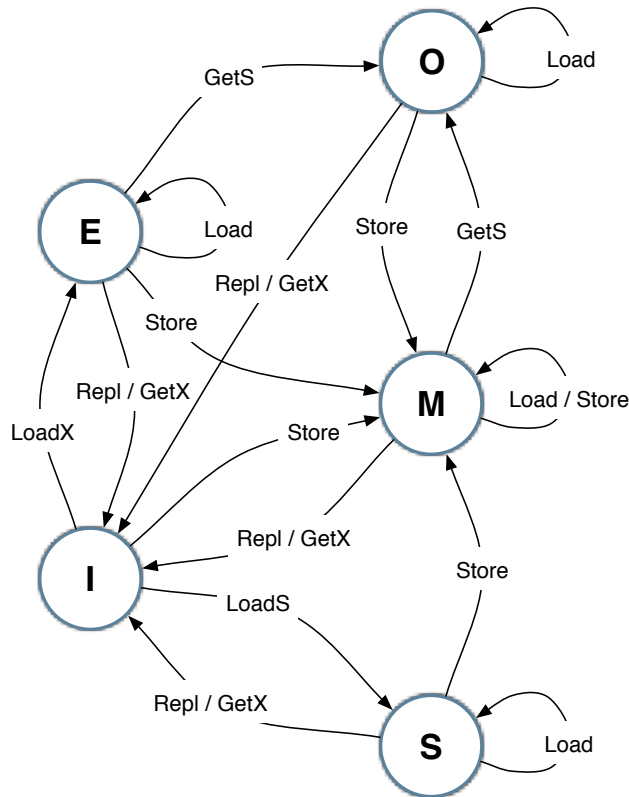 O
Load
GetS
E
Load
Store
GetS
Repl / GetX
Store
Repl / GetX
M
Load / Store
LoadX
Store
Repl / GetX
I
Store
LoadS
Repl / GetX
S
Load